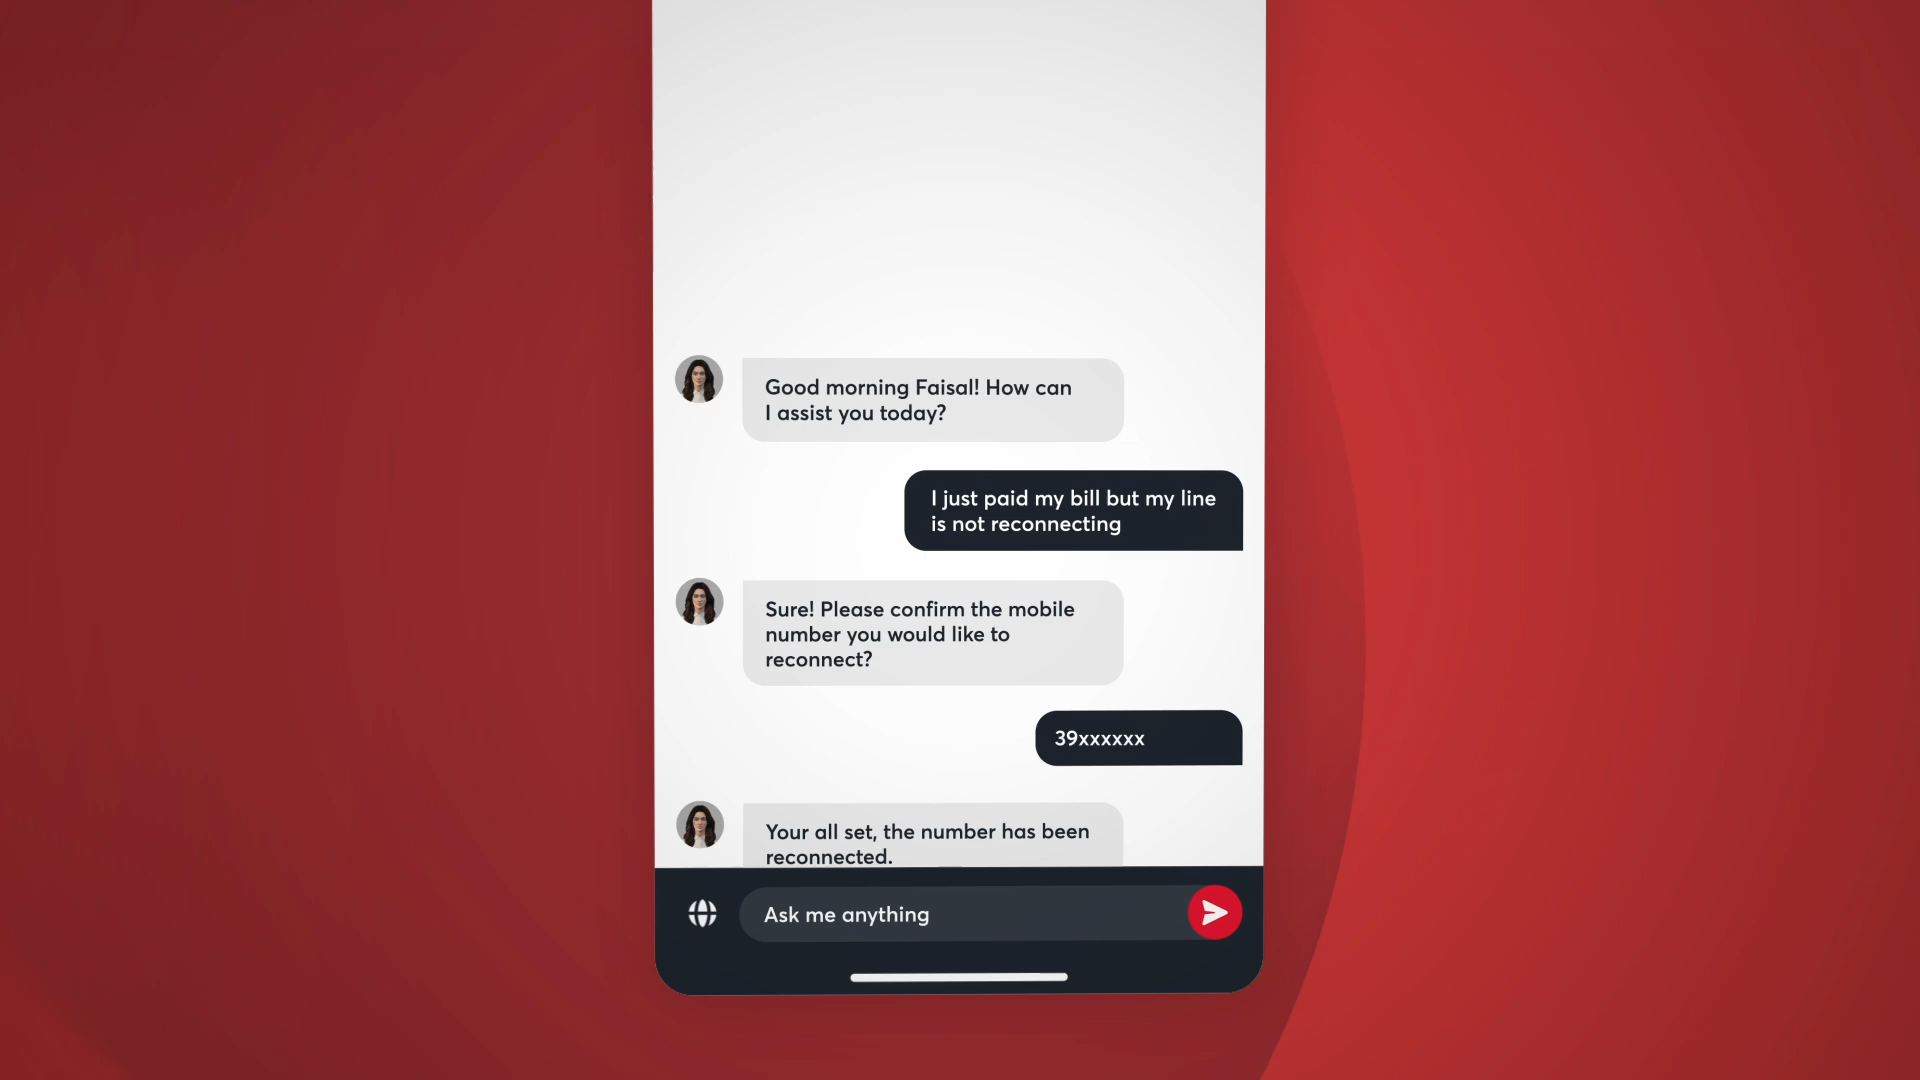 Good morning Faisal! How can
I assist you today?
I just paid my bill but my line
is not reconnecting
Sure! Please confirm the mobile
number you would like to
reconnect?
39xxxxxx
Your all set, the number has been
reconnected.
Ask me anything